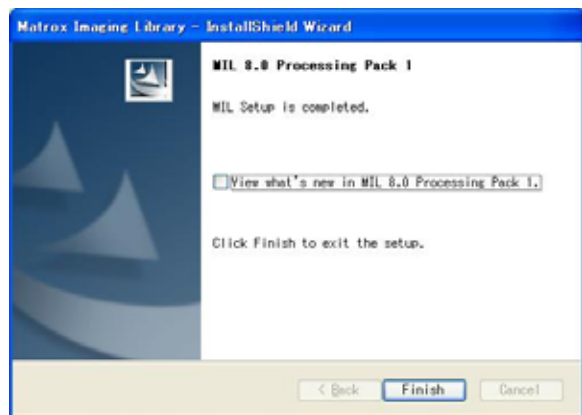 Matrox Imaging Library - InstallShield Wizard
MIL 8.0 Processing Pack 1
MIL Setup is completed.
View what's new in MIL 8.0 Processing Pack 1.
Click Finish to exit the setup.
< Back
Finish
Cancel